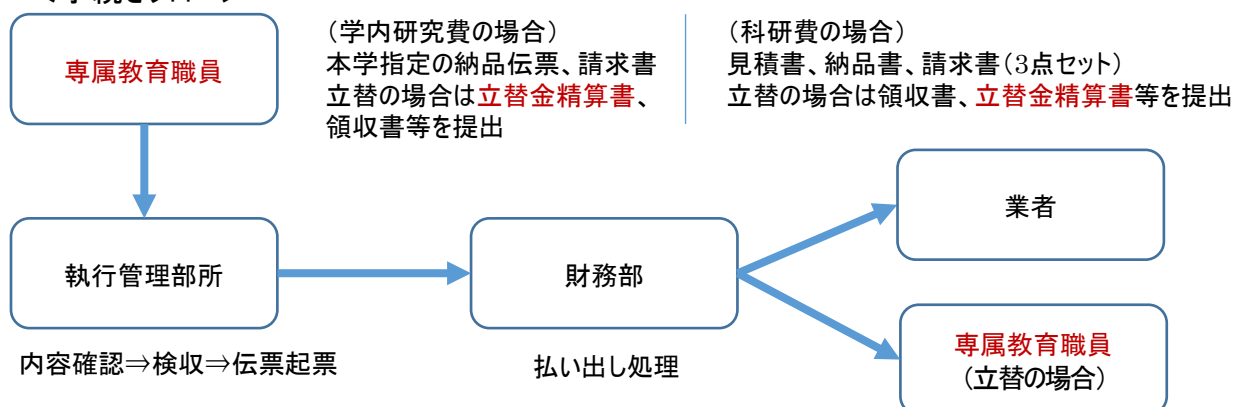 専属教育職員
（学内研究費の場合）
本学指定の納品伝票、請求書
立替の場合は立替金精算書、
領収書等を提出
（科研費の場合）
見積書、納品書、請求書（3点セット）
立替の場合は領収書、立替金精算書等を提出
執行管理部所
内容確認⇒検収⇒伝票起票
財務部
払い出し処理
業者
専属教育職員
（立替の場合）